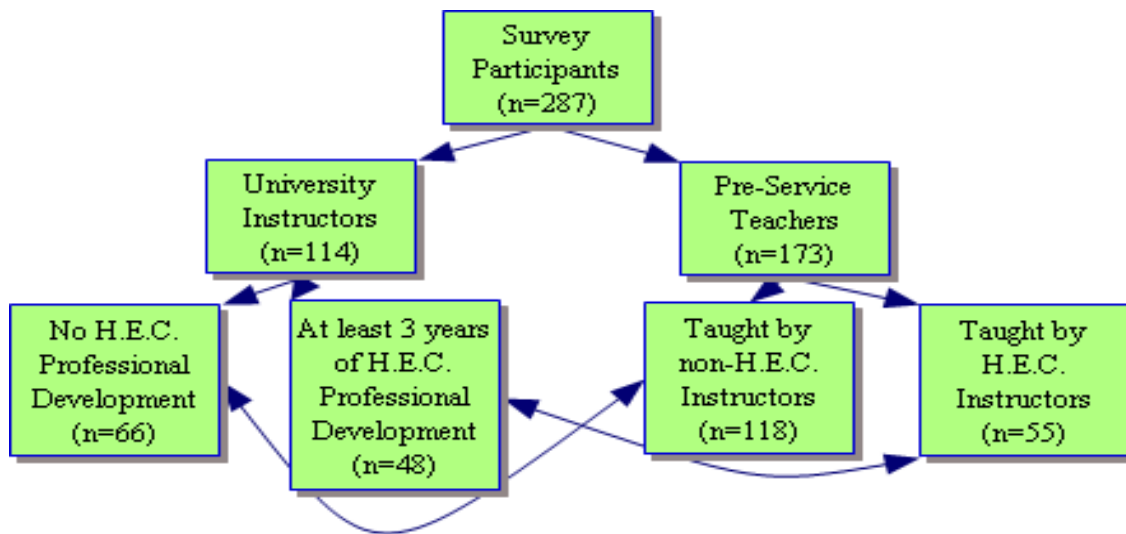 Survey
Participants
(n=287)
University
Instructors
(n=114)
Pre-Service
Teachers
(n=173)
No H.E.C.
Professional
Development
(n=66)
At least 3 years
of H.E.C.
Professional
Development
(n=48)
Taught by
non-H.E.C.
Instructors
(n=118)
Taught by
H.E.C.
Instructors
(n=55)